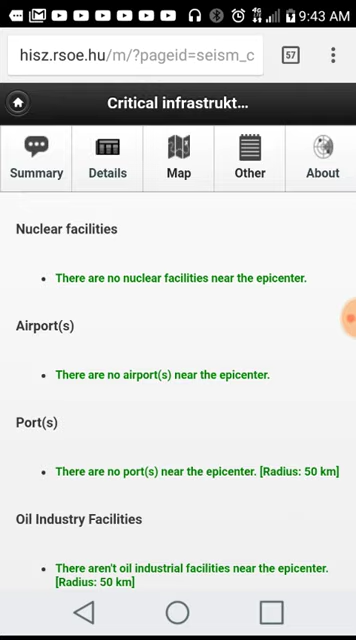 9:43 AM
hisz.rsoe.hu/m/?pageid=seism_c
57
Critical infrastrukt...
Summary
Details
Map
Other
About
Nuclear facilities
There are no nuclear facilities near the epicenter.
Airport(s)
There are no airport(s) near the epicenter.
Port(s)
There are no port(s) near the epicenter. [Radius: 50 km]
Oil Industry Facilities
There aren't oil industrial facilities near the epicenter.
[Radius: 50 km]